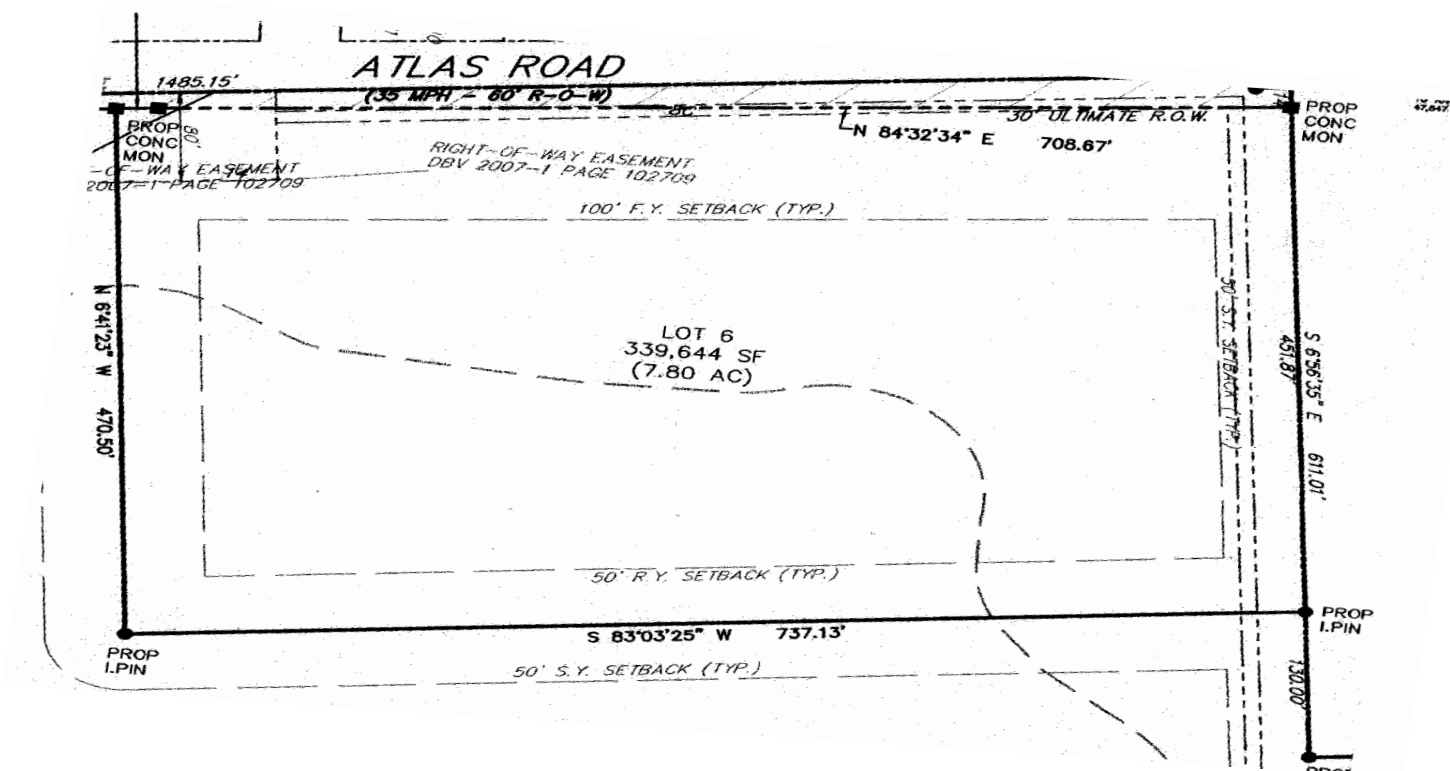 ATLAS ROAD
1485.15'
(35 MPH - 60' R-O-W)
PROP
CONC
MON
80'
30' ULTIMATE R.O.W.
N 84°32'34" E 708.67'
PROP
CONC
MON
-OF-WAY EASEMENT
2007-1 PAGE 102709
RIGHT-OF-WAY EASEMENT
DBV 2007-1 PAGE 102709
100' F.Y. SETBACK (TYP.)
N 6°41'23" W 470.50'
LOT 6
339,644 SF
(7.80 AC)
50' S.Y. SETBACK (TYP.)
S 6°56'35" E 611.01'
451.87'
50' R.Y. SETBACK (TYP.)
S 83°03'25" W 737.13'
PROP
I.PIN
PROP
I.PIN
50' S.Y. SETBACK (TYP.)
130.00'